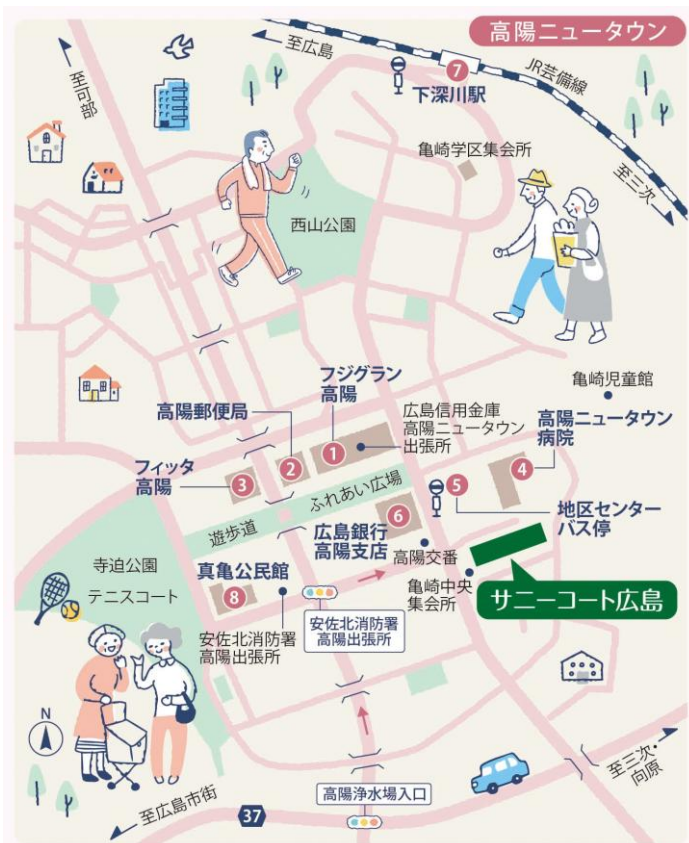 高陽ニュータウン
至広島
JR芸備線
至可部
7
下深川駅
至三次
亀崎学区集会所
西山公園
亀崎児童館
フジグラン
高陽
高陽郵便局
広島信用金庫
高陽ニュータウン
出張所
高陽ニュータウン
病院
フィッタ
高陽
1
2
3
4
5
6
ふれあい広場
遊歩道
広島銀行
高陽支店
地区センター
バス停
高陽交番
寺迫公園
テニスコート
真亀公民館
8
亀崎中央
集会所
サニーコート広島
安佐北消防署
高陽出張所
安佐北消防署
高陽出張所
N
至三次・
向原
高陽浄水場入口
至広島市街
37